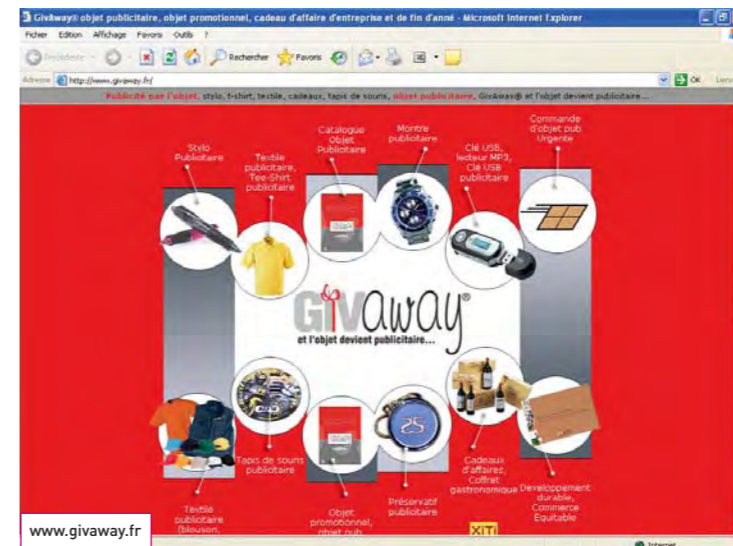 GivAway® objet publicitaire, objet promotionnel, cadeau d'affaire d'entreprise et de fin d'anné - Microsoft Internet Explorer
Fichier Edition Affichage Favoris Outils ?
Précédente Rechercher Favoris
Adresse http://www.givaway.fr/ OK
Publicité par l'objet, stylo, t-shirt, textile, cadeaux, tapis de souris, objet publicitaire, GivAway® et l'objet devient publicitaire...
Stylo
Publicitaire
Textile
publicitaire,
Tee-Shirt
publicitaire
Catalogue
Objet
Publicitaire
Montre
publicitaire
Clé USB,
lecteur MP3,
Clé USB
publicitaire
Commande
d'objet pub
Urgente
GIVaway®
et l'objet devient publicitaire...
Textile
publicitaire
(blouson,
Tapis de souris
publicitaire
Objet
promotionnel,
objet pub
Préservatif
publicitaire
Cadeaux
d'affaires,
Coffret
gastronomique
Developpement
durable,
Commerce
Equitable
XiTi
Internet
www.givaway.fr